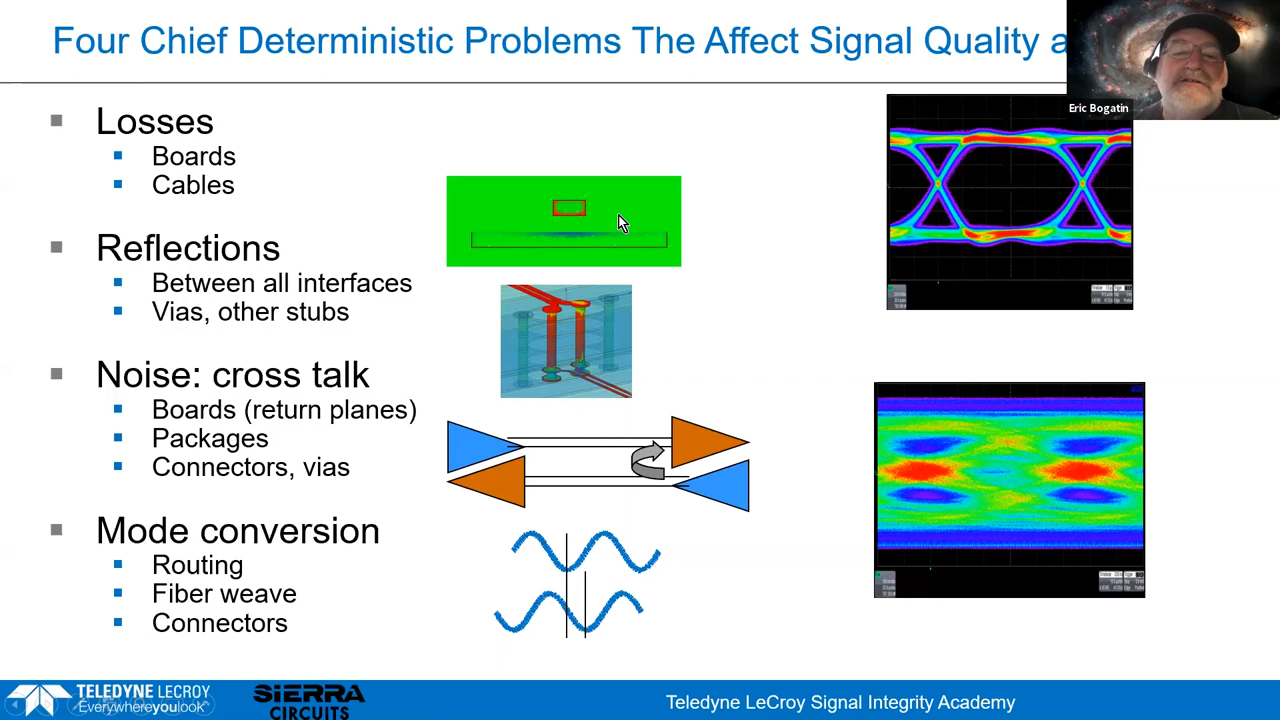 Four Chief Deterministic Problems The Affect Signal Quality a
Eric Bogatin
Losses
Boards
Cables
Reflections
Between all interfaces
Vias, other stubs
Noise: cross talk
Boards (return planes)
Packages
Connectors, vias
Mode conversion
Routing
Fiber weave
Connectors
TELEDYNE LECROY
Everywhereyoulook
SIERRA
CIRCUITS
Teledyne LeCroy Signal Integrity Academy